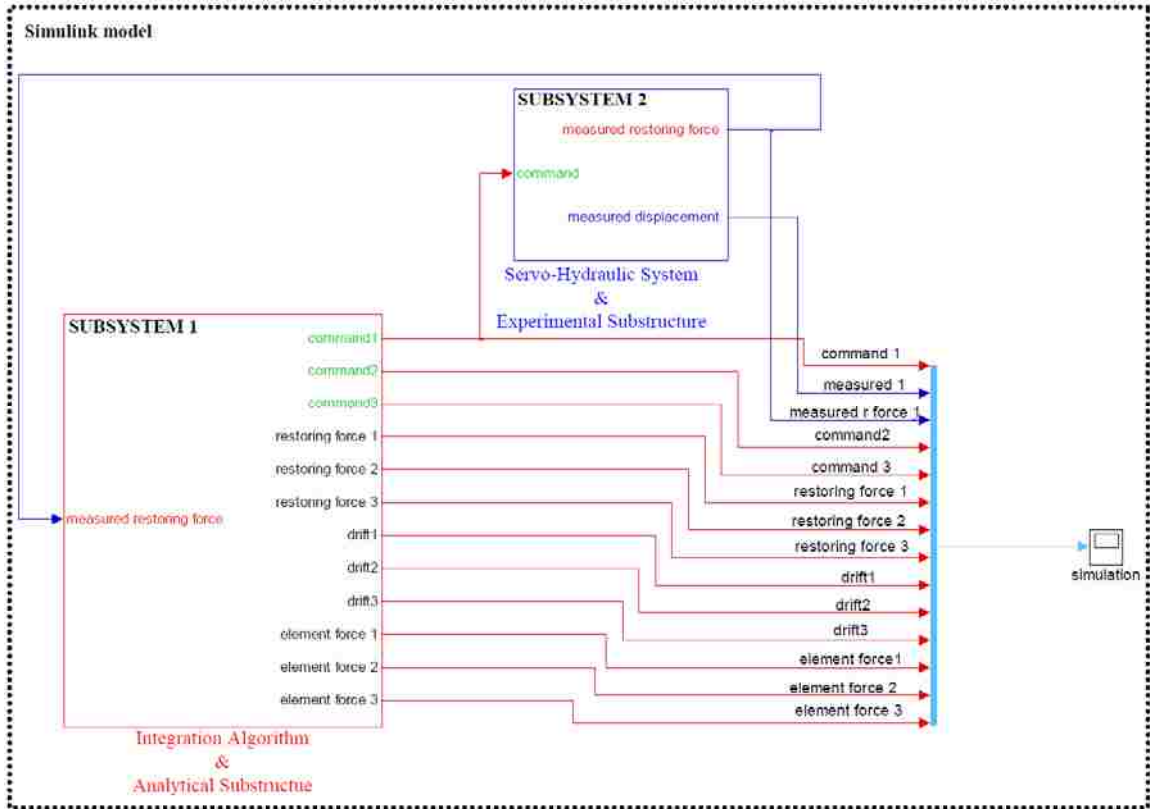 Simulink model
SUBSYSTEM 2
measured restoring force
command
measured displacement
Servo-Hydraulic System
&
Experimental Substructure
SUBSYSTEM 1
command1
command2
command3
restoring force 1
restoring force 2
restoring force 3
measured restoring force
drift1
drift2
drift3
element force 1
element force 2
element force 3
Integration Algorithm
&
Analytical Substructue
command 1
measured 1
measured r force 1
command2
command 3
restoring force 1
restoring force 2
restoring force 3
drift1
drift2
drift3
element force1
element force 2
element force 3
simulation